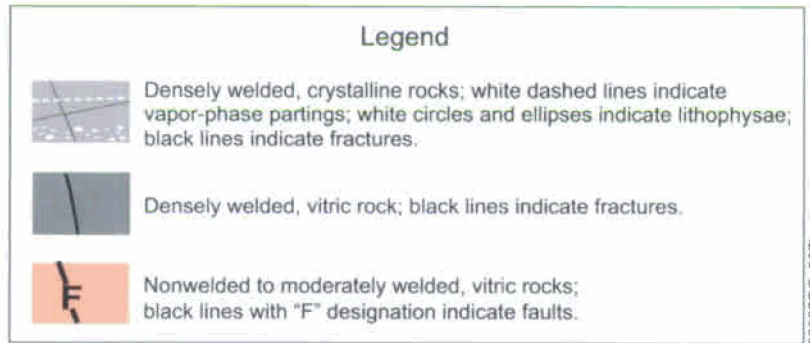 Legend
Densely welded, crystalline rocks; white dashed lines indicate
vapor-phase partings; white circles and ellipses indicate lithophysae;
black lines indicate fractures.
Densely welded, vitric rock; black lines indicate fractures.
F
Nonwelded to moderately welded, vitric rocks;
black lines with "F" designation indicate faults.